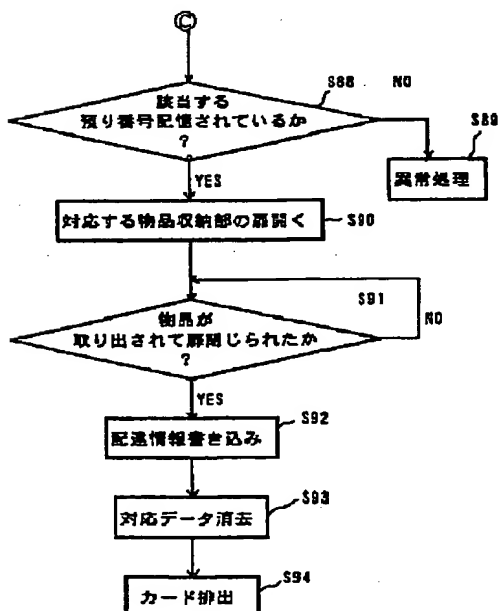 C
S88
NO
該当する
預り番号記憶されているか
?
S89
異常処理
YES
対応する物品収納部の扉開く
S90
S91
物品が
NO
取り出されて扉閉じられたか
?
YES
S92
配送情報書き込み
S93
対応データ消去
S94
カード排出